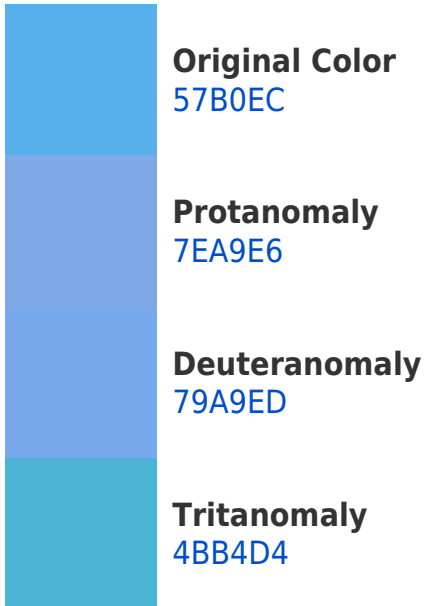 Original Color
57B0EC
Protanomaly
7EA9E6
Deuteranomaly
79A9ED
Tritanomaly
4BB4D4